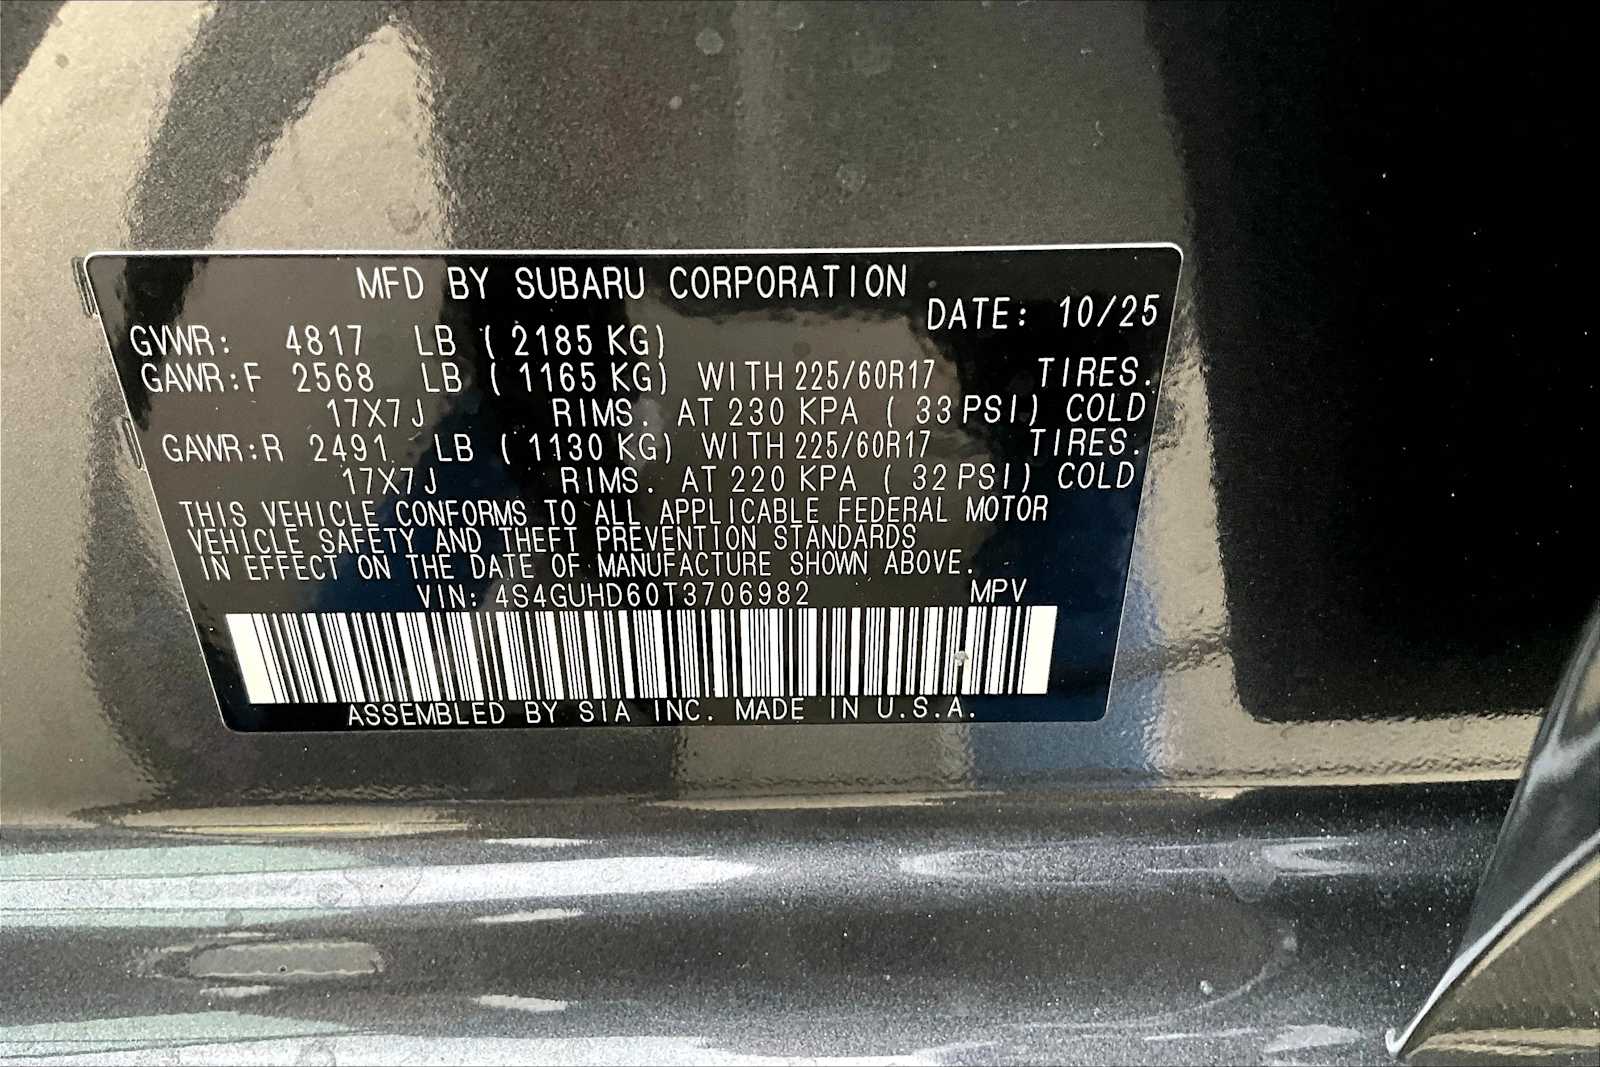 MFD BY SUBARU CORPORATION
DATE: 10/25
GVWR: 4817 LB ( 2185 KG)
GAWR:F 2568 LB ( 1165 KG) WITH 225/60R17 TIRES.
17X7J RIMS. AT 230 KPA ( 33 PSI) COLD
GAWR:R 2491 LB ( 1130 KG) WITH 225/60R17 TIRES.
17X7J RIMS. AT 220 KPA ( 32 PSI) COLD
THIS VEHICLE CONFORMS TO ALL APPLICABLE FEDERAL MOTOR
VEHICLE SAFETY AND THEFT PREVENTION STANDARDS
IN EFFECT ON THE DATE OF MANUFACTURE SHOWN ABOVE.
VIN: 4S4GUHD60T3706982 MPV
ASSEMBLED BY SIA INC. MADE IN U.S.A.